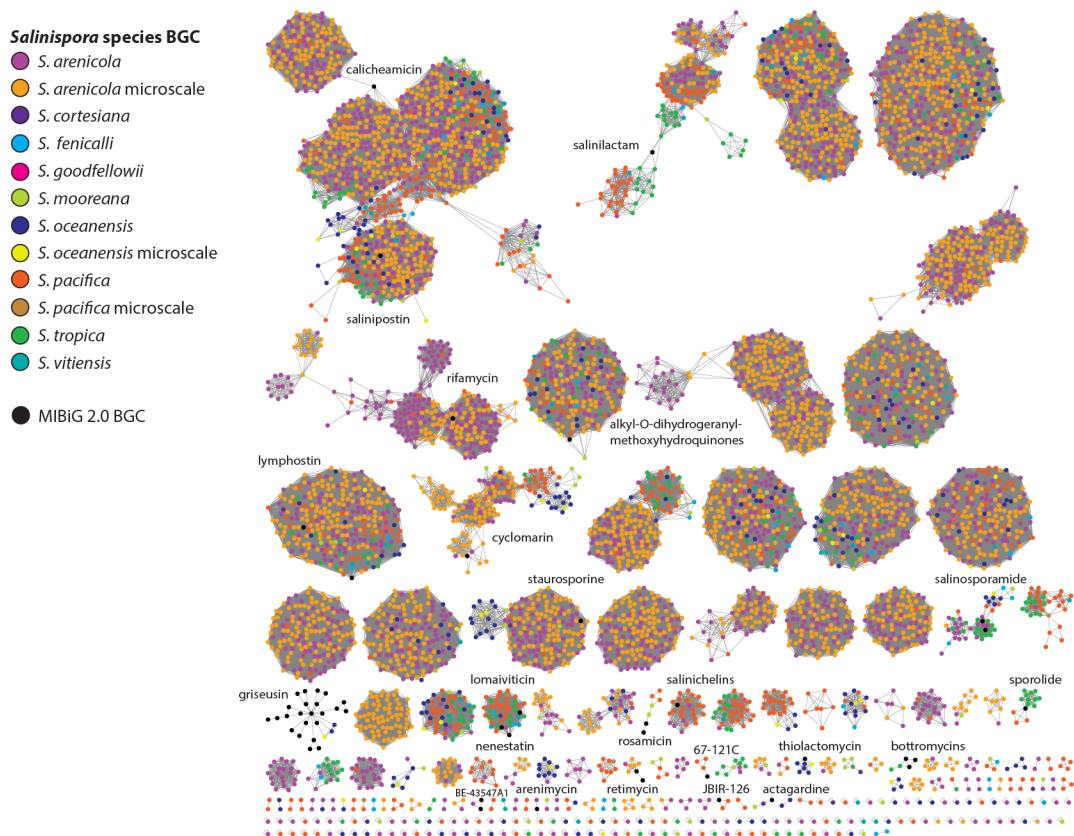 Salinispora species BGC
S. arenicola
S. arenicola microscale
S. cortesiana
S. fenicalli
S. goodfellowii
S. mooreana
S. oceanensis
S. oceanensis microscale
S. pacifica
S. pacifica microscale
S. tropica
S. vitiensis
MIBiG 2.0 BGC
calicheamicin
salinilactam
salinipostin
rifamycin
alkyl-O-dihydrogeranyl-
methoxyhydroquinones
lymphostin
cyclomarin
staurosporine
salinosporamide
lomaiviticin
salinichelins
sporolide
griseusin
nenestatin
rosamicin
67-121C
thiolactomycin
bottromycins
BE-43547A1
arenimycin
retimycin
JBIR-126
actagardine